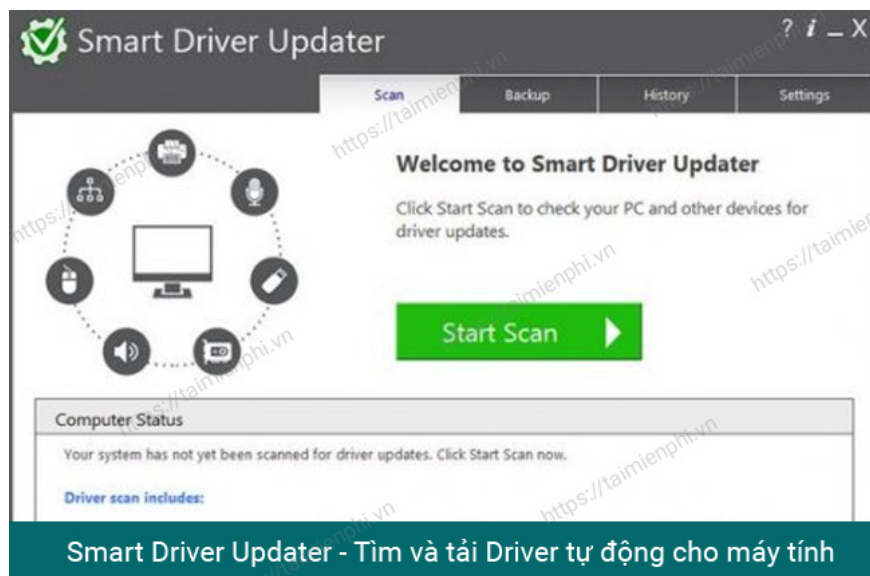 Smart Driver Updater
? i _ X
Scan Backup History Settings
Welcome to Smart Driver Updater
Click Start Scan to check your PC and other devices for
driver updates.
Start Scan
Computer Status
Your system has not yet been scanned for driver updates. Click Start Scan now.
Driver scan includes:
Smart Driver Updater - Tìm và tải Driver tự động cho máy tính
https://taimienphi.vn